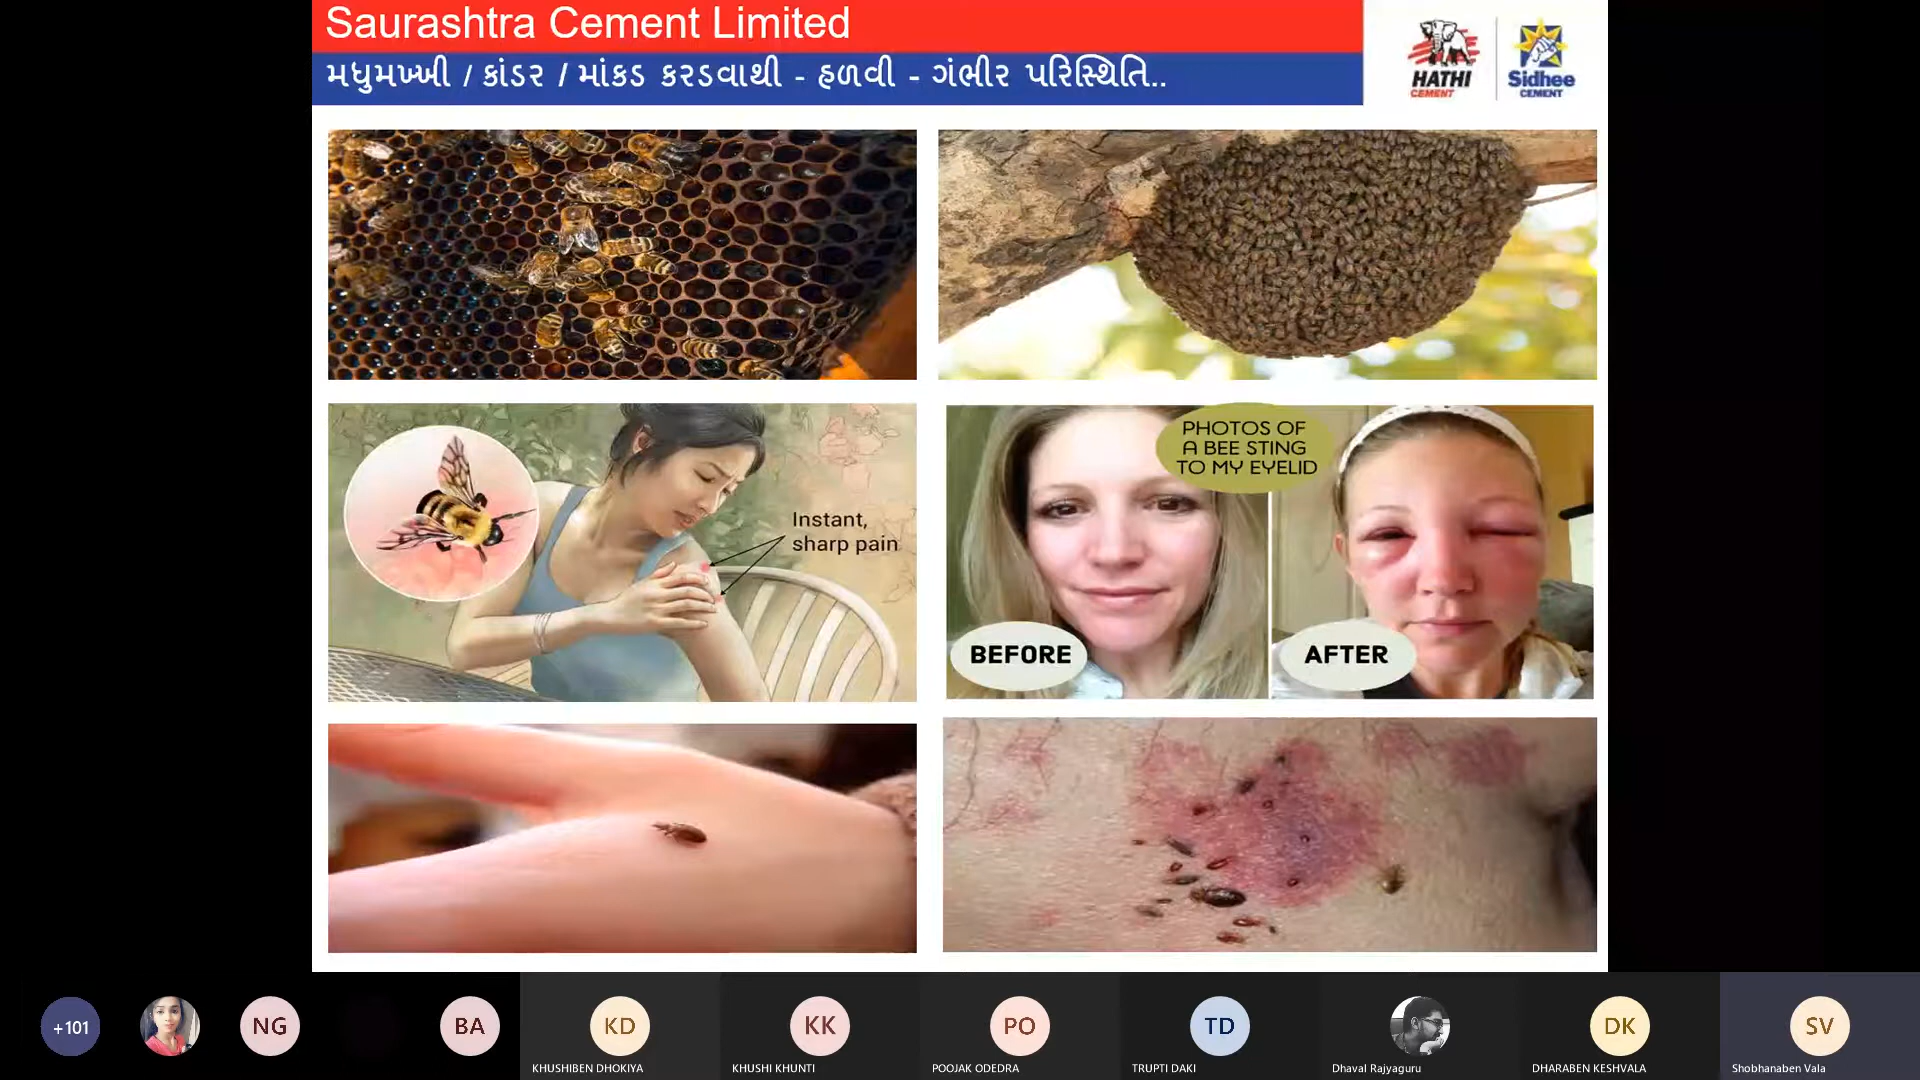 Saurashtra Cement Limited
મધુમખ્ખી / કાંડર / માંકડ કરડવાથી - હળવી - ગંભીર પરિસ્થિતિ..
HATHI
CEMENT
Sidhee
CEMENT
Instant,
sharp pain
PHOTOS OF
A BEE STING
TO MY EYELID
BEFORE
AFTER
+101
NG
BA
KD
KK
PO
TD
DK
SV
KHUSHIBEN DHOKIYA
KHUSHI KHUNTI
POOJAK ODEDRA
TRUPTI DAKI
Dhaval Rajyaguru
DHARABEN KESHVALA
Shobhanaben Vala